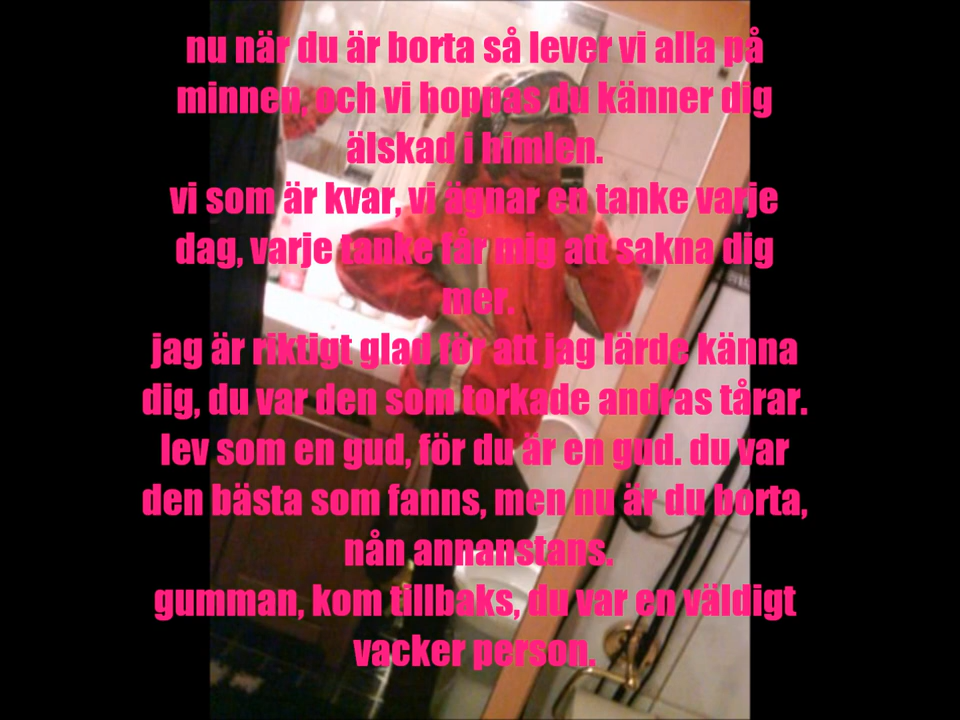 nu när du är borta så lever vi alla på
minnen, och vi hoppas du känner dig
älskad i himlen.
vi som är kvar, vi ägnar en tanke varje
dag, varje tanke får mig att sakna dig
mer.
jag är riktigt glad för att jag lärde känna
dig, du var den som torkade andras tårar.
lev som en gud, för du är en gud. du var
den bästa som fanns, men nu är du borta,
nån annanstans.
gumman, kom tillbaks, du var en väldigt
vacker person.